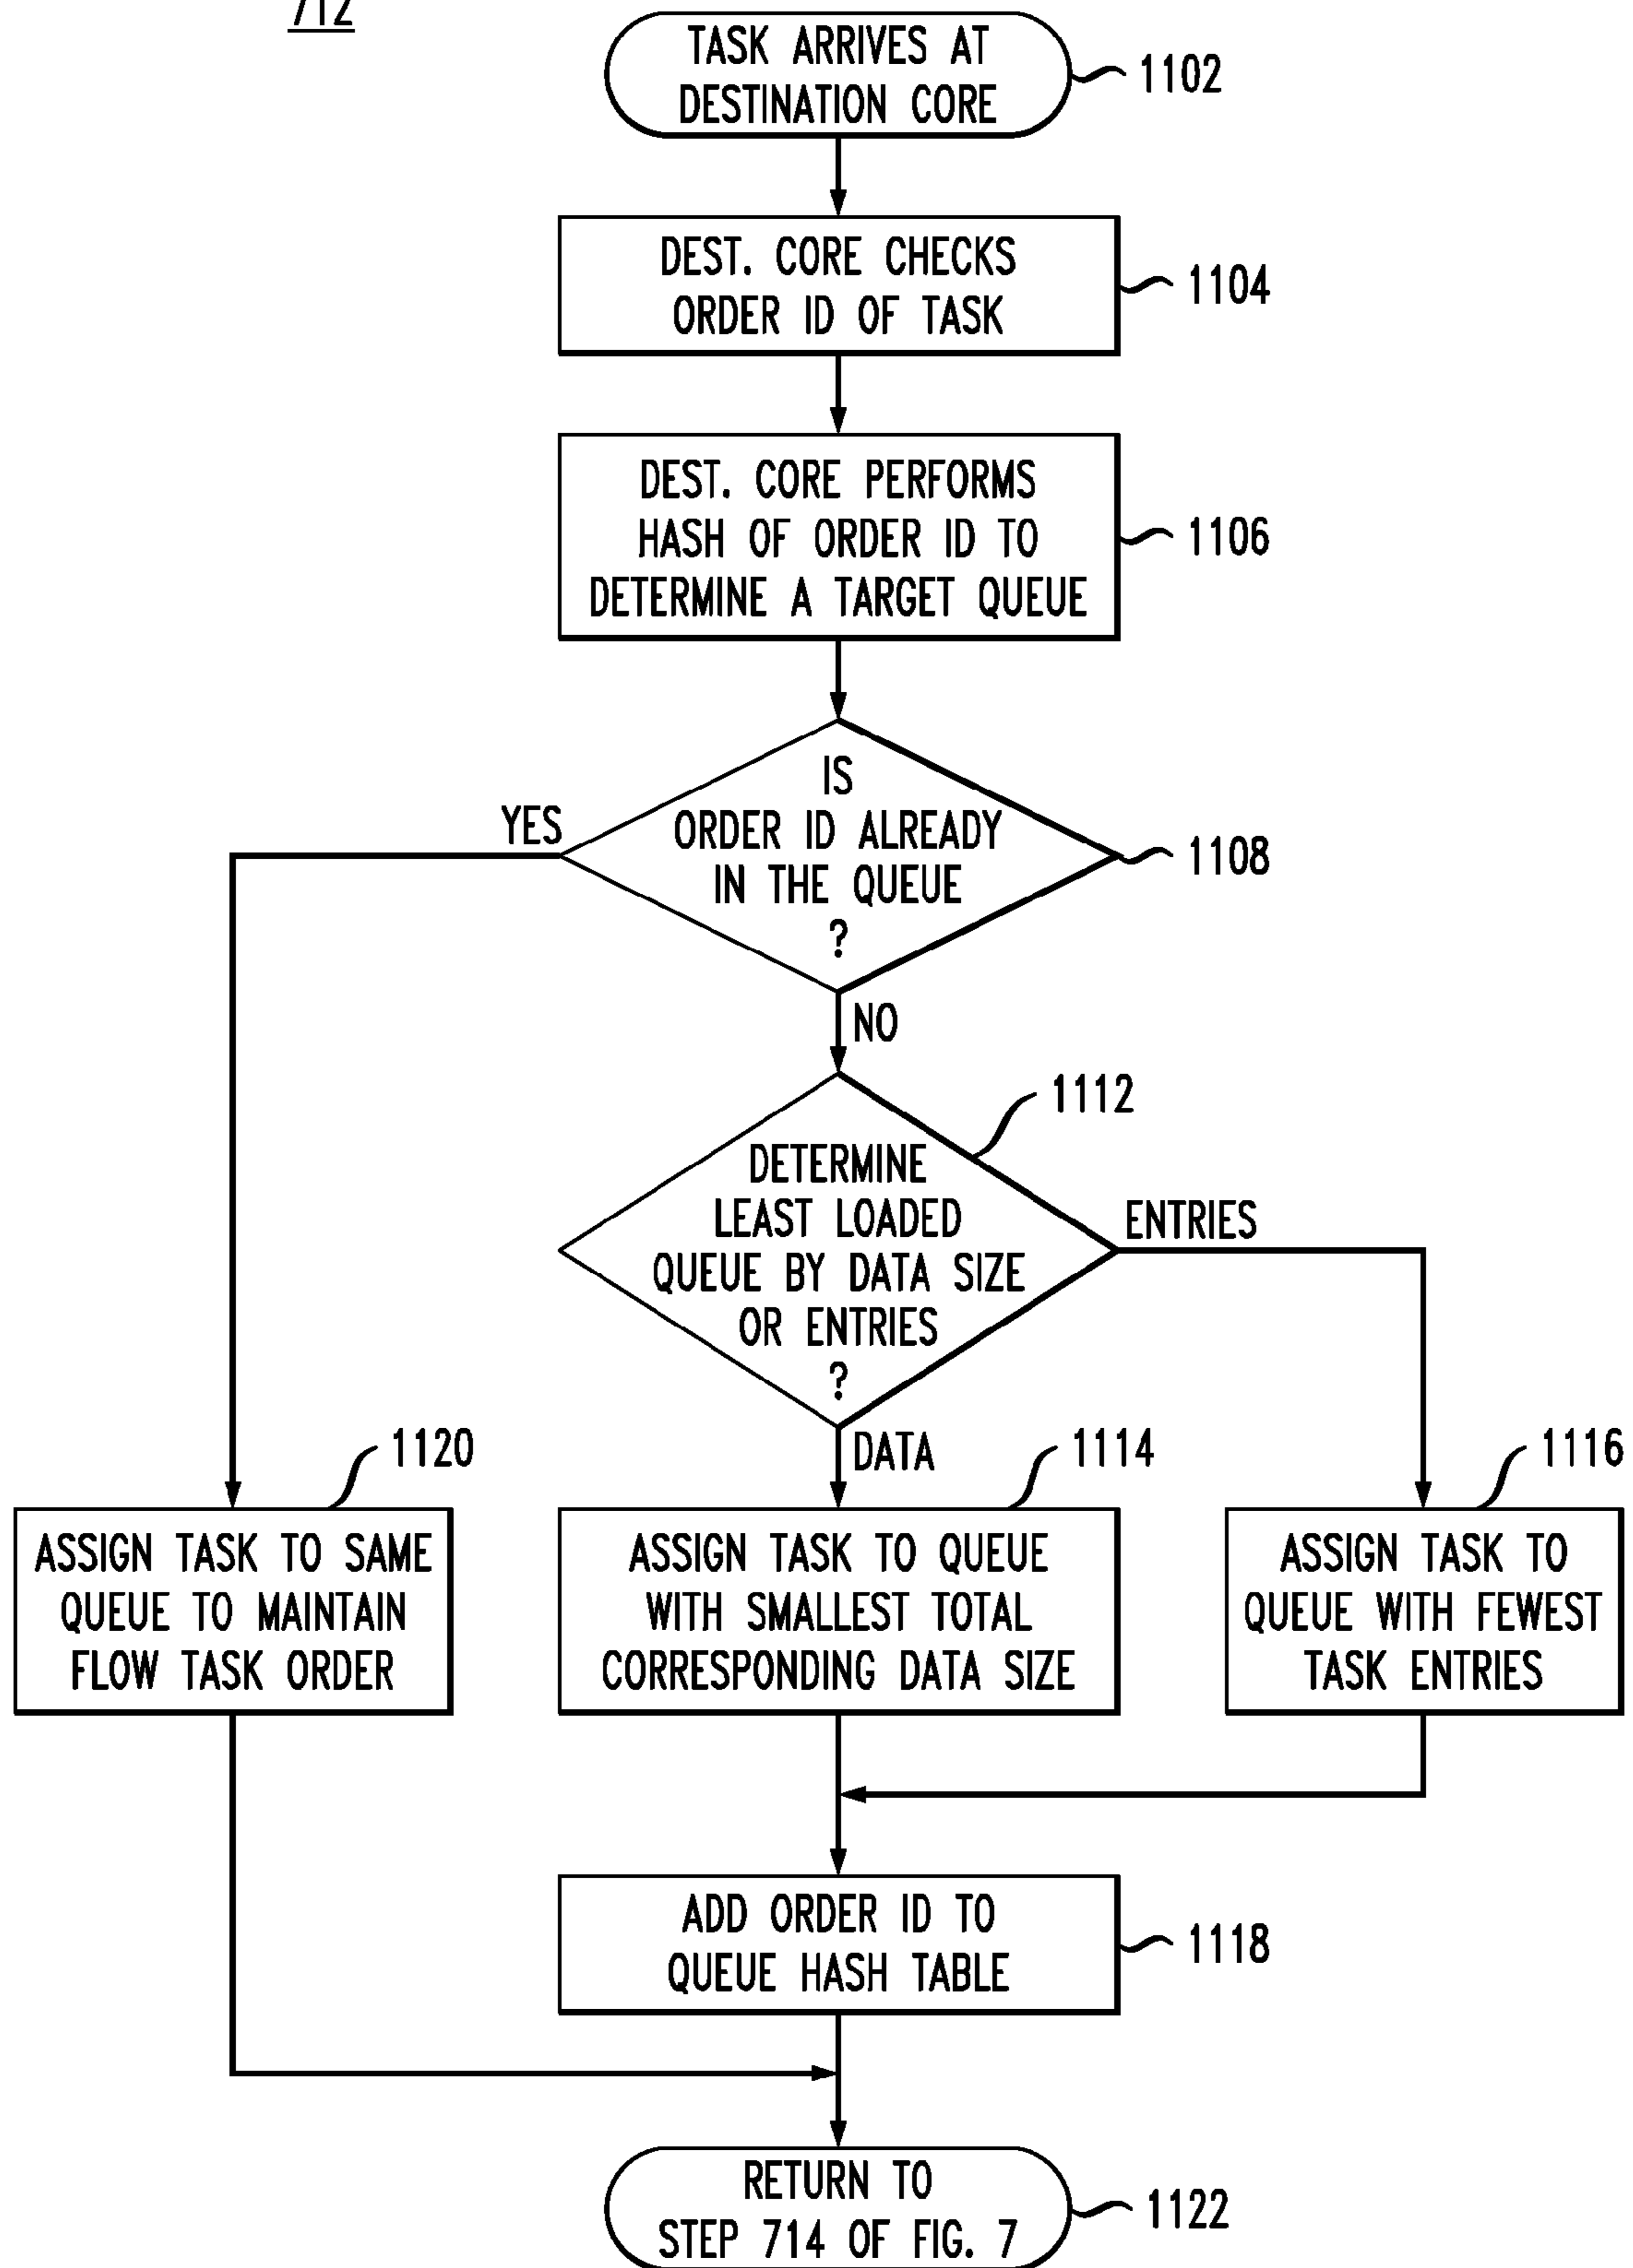 712
TASK ARRIVES AT
DESTINATION CORE
1102
DEST. CORE CHECKS
ORDER ID OF TASK
1104
DEST. CORE PERFORMS
HASH OF ORDER ID TO
DETERMINE A TARGET QUEUE
1106
IS
ORDER ID ALREADY
IN THE QUEUE
?
YES
1108
NO
1112
DETERMINE
LEAST LOADED
QUEUE BY DATA SIZE
OR ENTRIES
?
ENTRIES
DATA
1120
ASSIGN TASK TO SAME
QUEUE TO MAINTAIN
FLOW TASK ORDER
1114
ASSIGN TASK TO QUEUE
WITH SMALLEST TOTAL
CORRESPONDING DATA SIZE
1116
ASSIGN TASK TO
QUEUE WITH FEWEST
TASK ENTRIES
ADD ORDER ID TO
QUEUE HASH TABLE
1118
RETURN TO
STEP 714 OF FIG. 7
1122